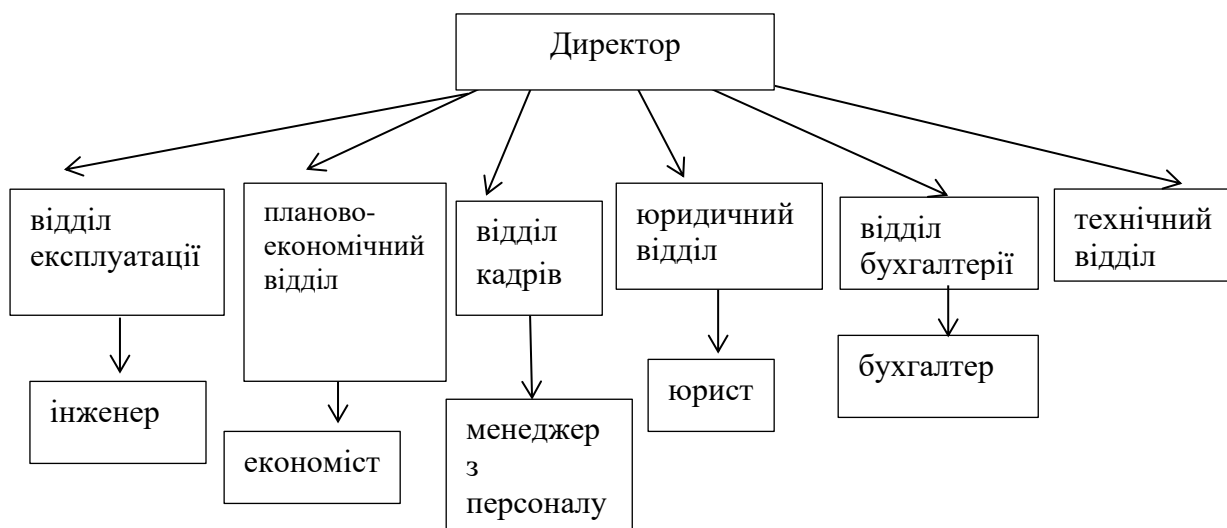 Директор
відділ
експлуатації
планово-
економічний
відділ
відділ
кадрів
юридичний
відділ
відділ
бухгалтерії
технічний
відділ
інженер
економіст
менеджер
з
персоналу
юрист
бухгалтер